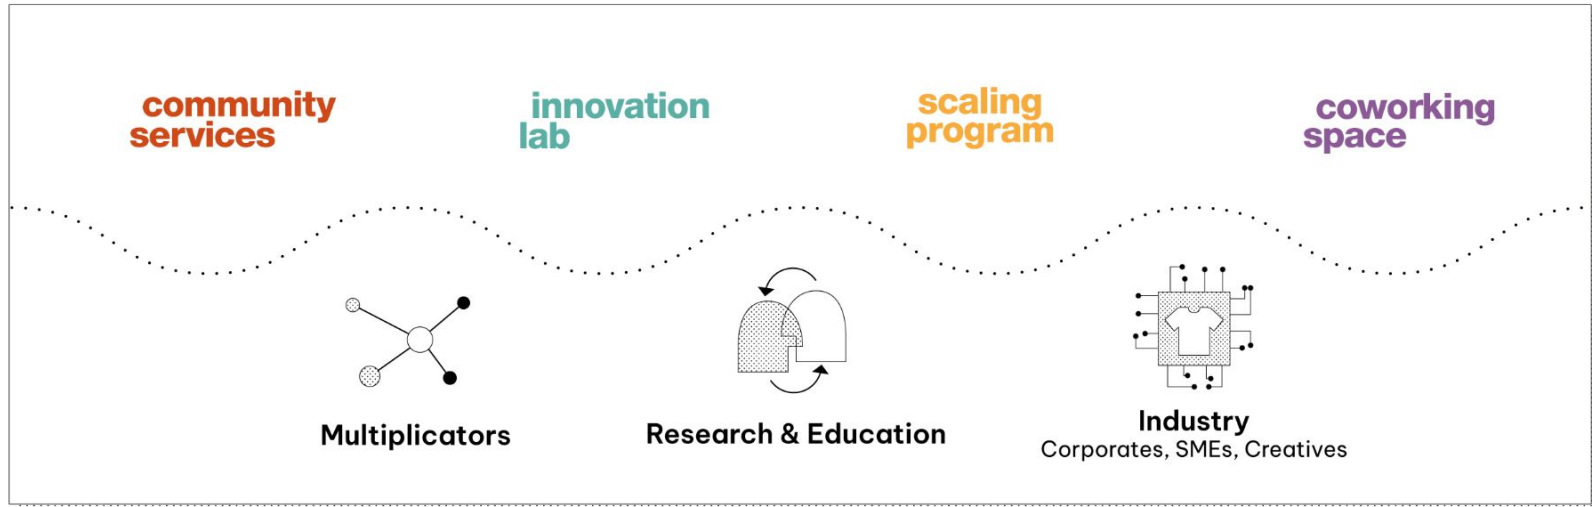 community
services
innovation
lab
scaling
program
coworking
space
Multiplicators
Research & Education
Industry
Corporates, SMEs, Creatives